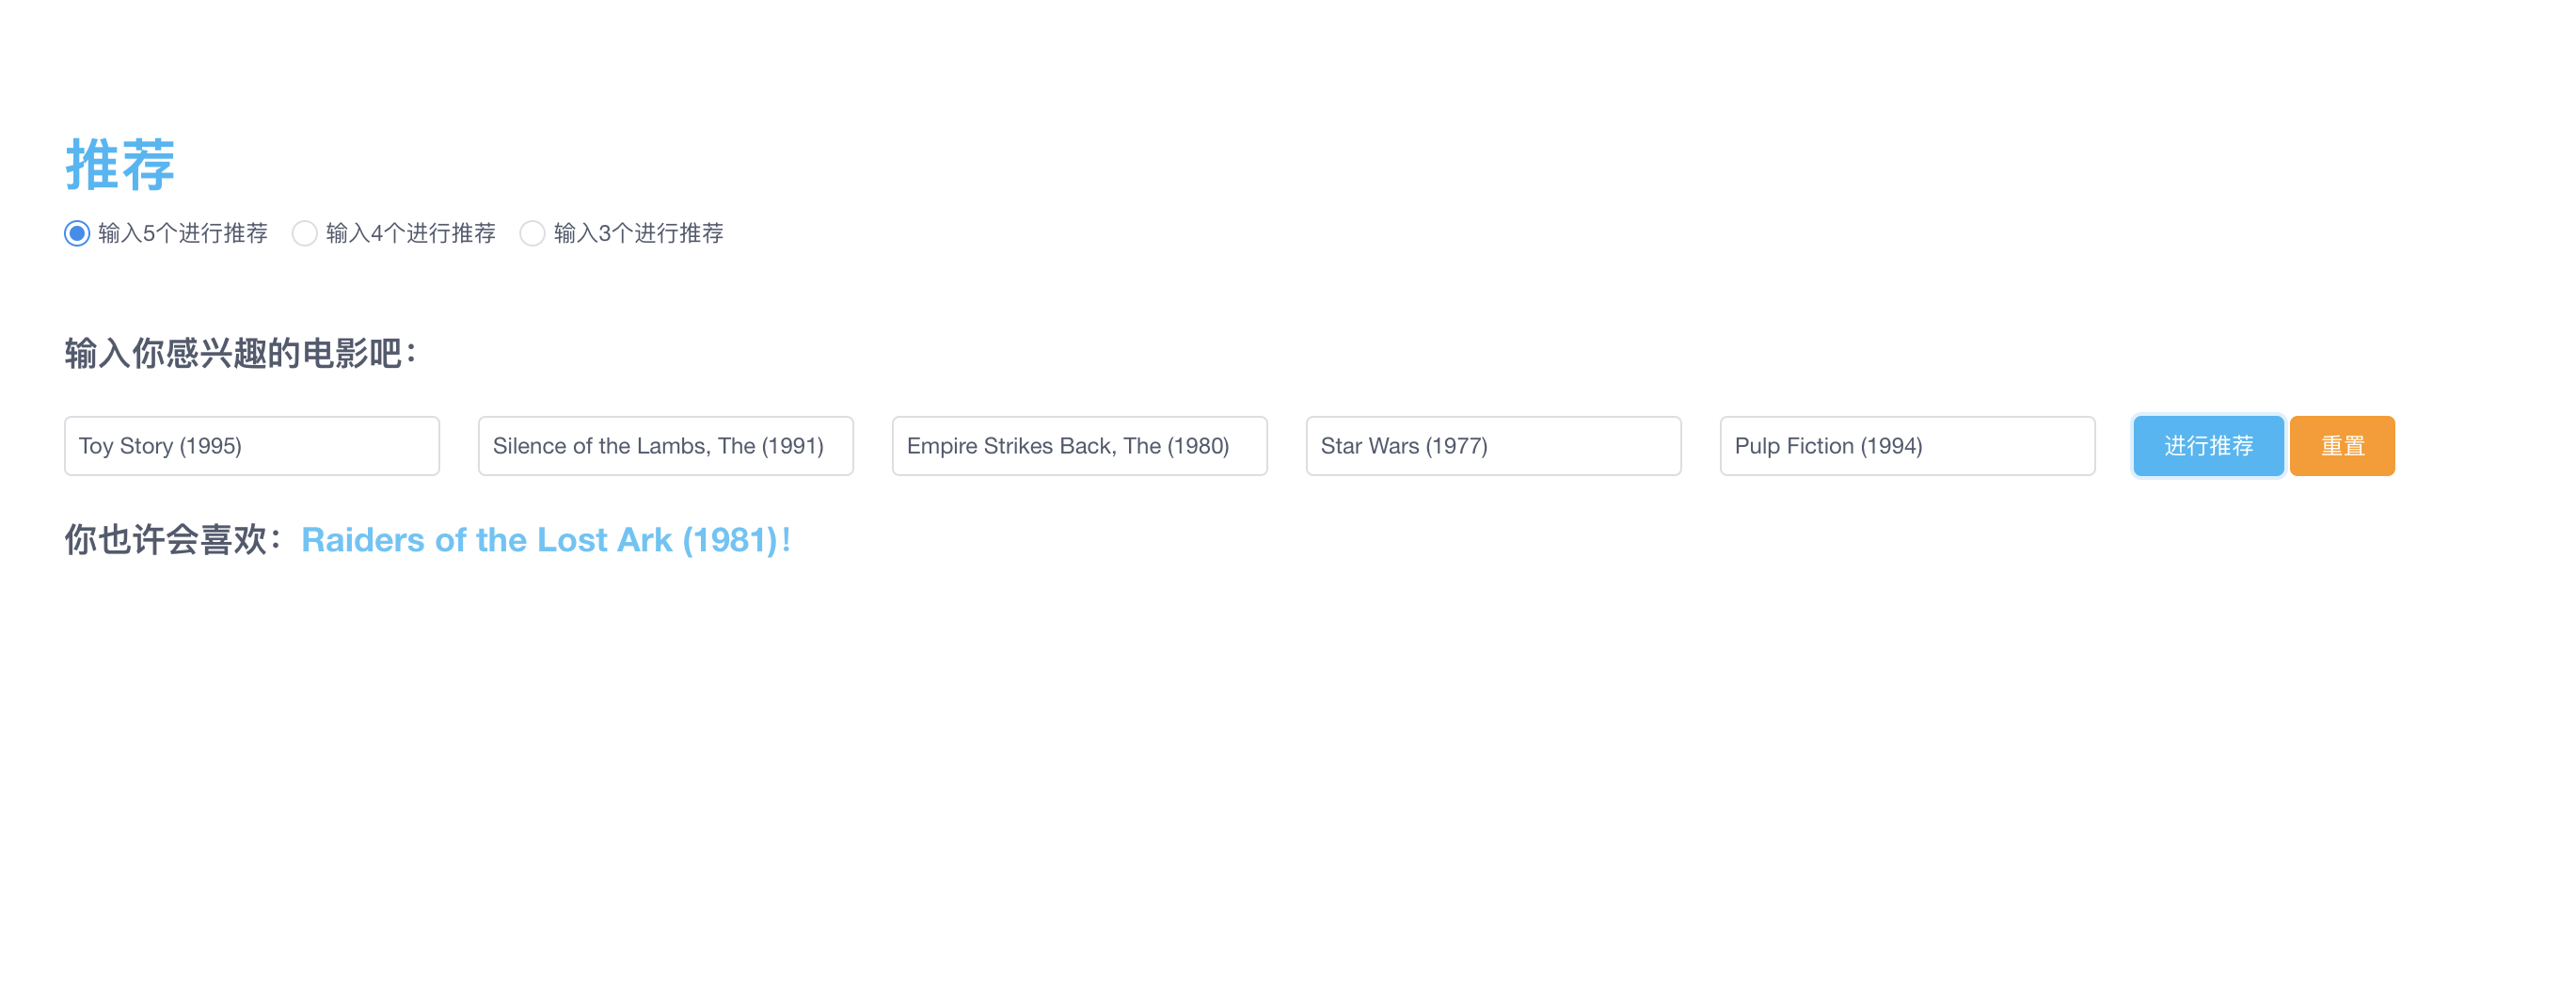 推荐
输入5个进行推荐 输入4个进行推荐 输入3个进行推荐
输入你感兴趣的电影吧：
Toy Story (1995) Silence of the Lambs, The (1991) Empire Strikes Back, The (1980) Star Wars (1977) Pulp Fiction (1994) 进行推荐 重置
你也许会喜欢：Raiders of the Lost Ark (1981)！